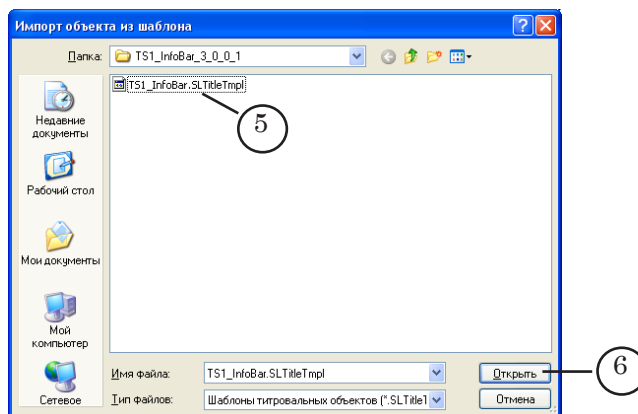 Импорт объекта из шаблона
Папка: TS1_InfoBar_3_0_0_1
TS1_InfoBar.SLTitleTmpl
5
Недавние
документы
Рабочий стол
Мои документы
Мой
компьютер
Сетевое
Имя файла: TS1_InfoBar.SLTitleTmpl Открыть
6
Тип файлов: Шаблоны титровальных объектов (*.SLTitleT Отмена